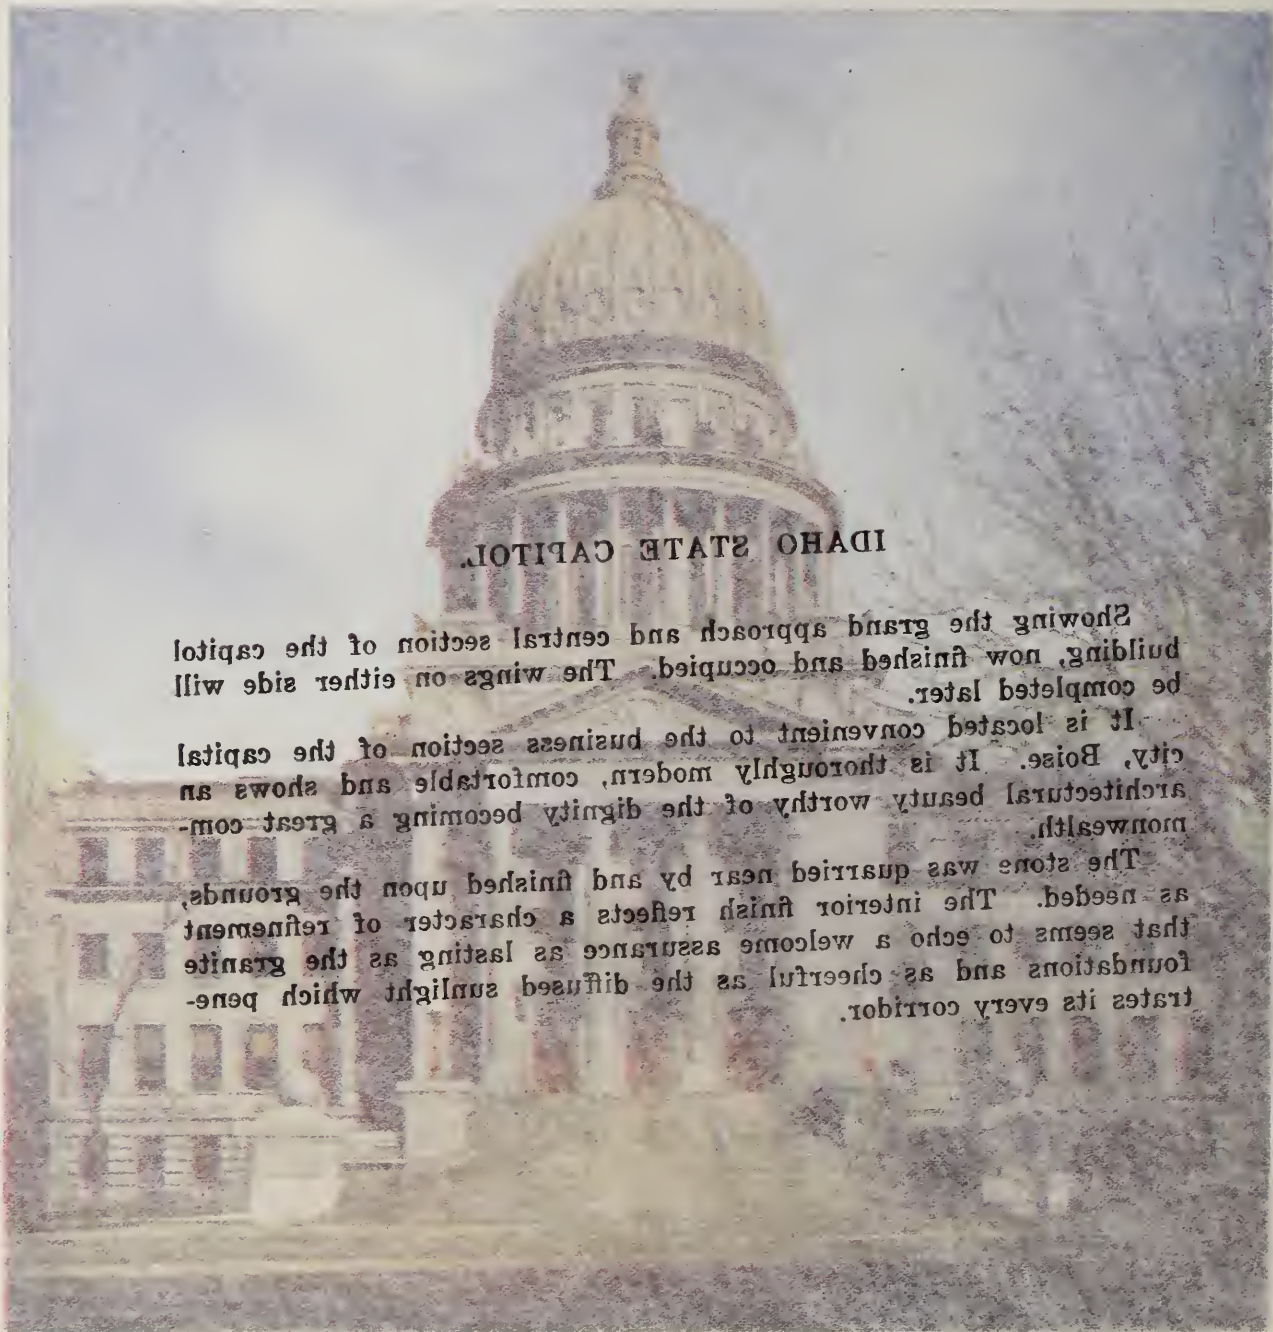 IDAHO STATE CAPITOL.
Showing the grand approach and central section of the capitol
building, now finished and occupied. The wings on either side will
be completed later.
It is located convenient to the business section of the capital
city, Boise. It is thoroughly modern, comfortable and shows an
architectural beauty worthy of the dignity becoming a great com-
monwealth.
The stone was quarried near by and finished upon the grounds,
as needed. The interior finish reflects a character of refinement
that seems to echo a welcome assurance as lasting as the granite
foundations and as cheerful as the diffused sunlight which pene-
trates its every corridor.